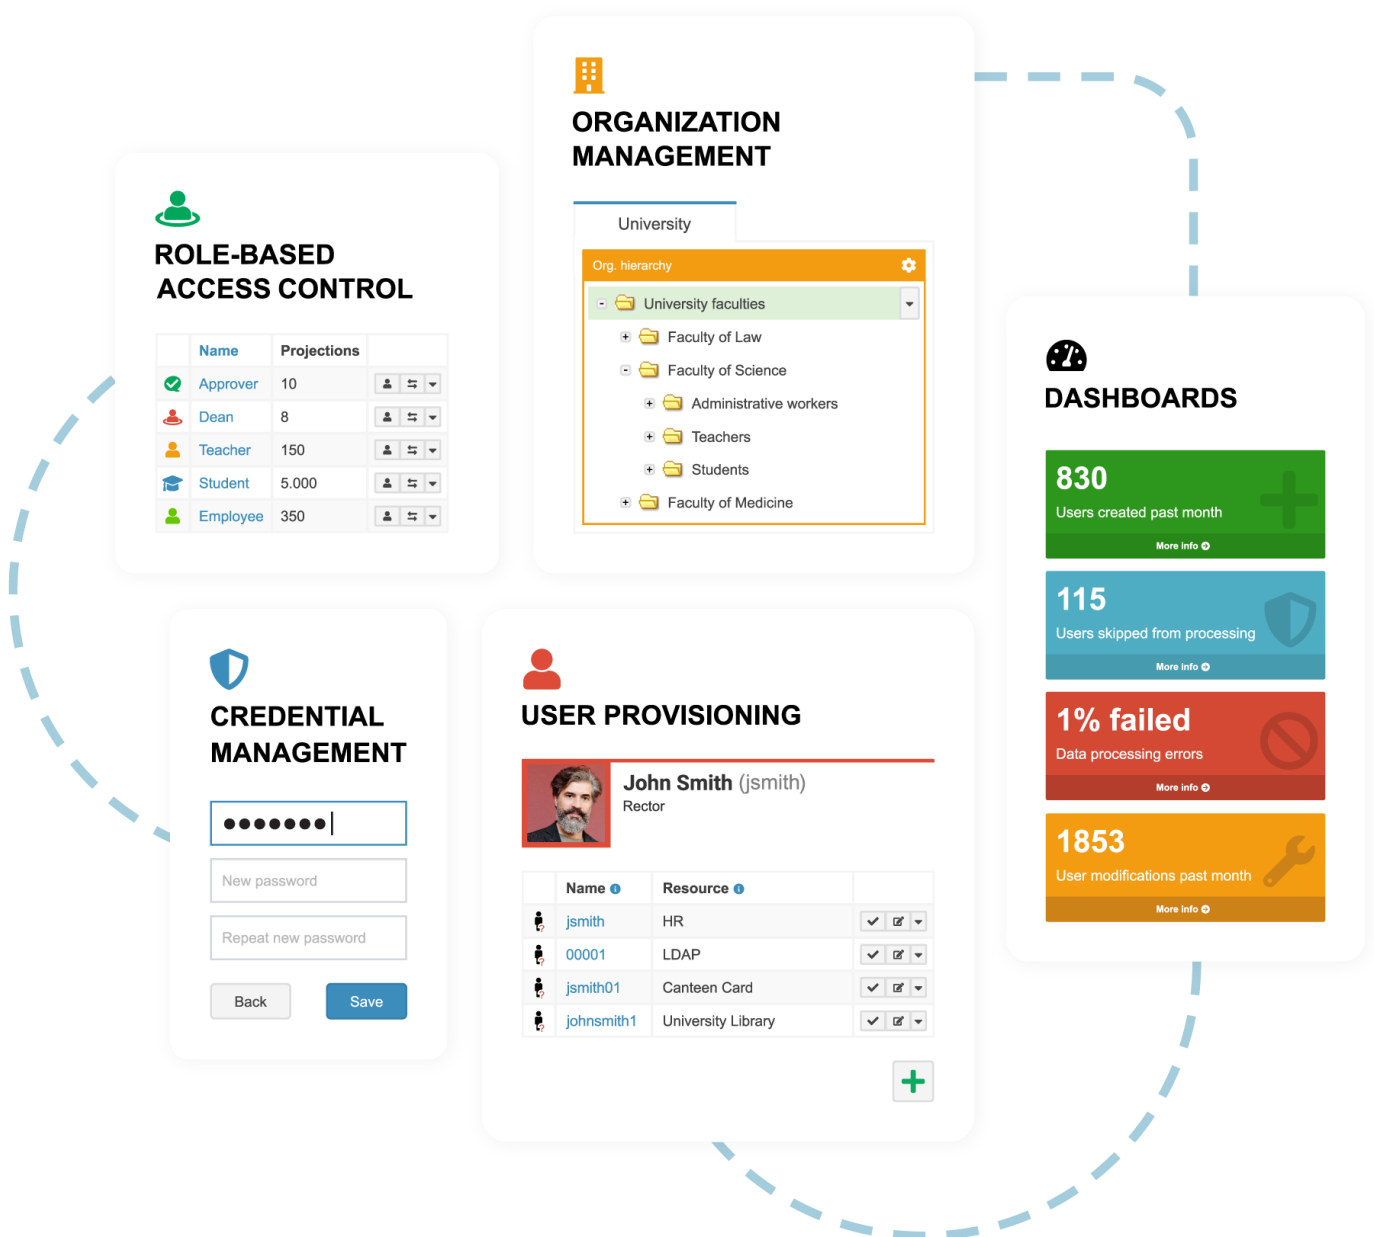 ORGANIZATION
MANAGEMENT
University
Org. hierarchy
University faculties
Faculty of Law
Faculty of Science
Administrative workers
Teachers
Students
Faculty of Medicine
ROLE-BASED
ACCESS CONTROL
Name Projections
Approver 10
Dean 8
Teacher 150
Student 5.000
Employee 350
DASHBOARDS
830
Users created past month
More info
115
Users skipped from processing
More info
1% failed
Data processing errors
More info
1853
User modifications past month
More info
CREDENTIAL
MANAGEMENT
New password
Repeat new password
Back Save
USER PROVISIONING
John Smith (jsmith)
Rector
Name Resource
jsmith HR
00001 LDAP
jsmith01 Canteen Card
johnsmith1 University Library